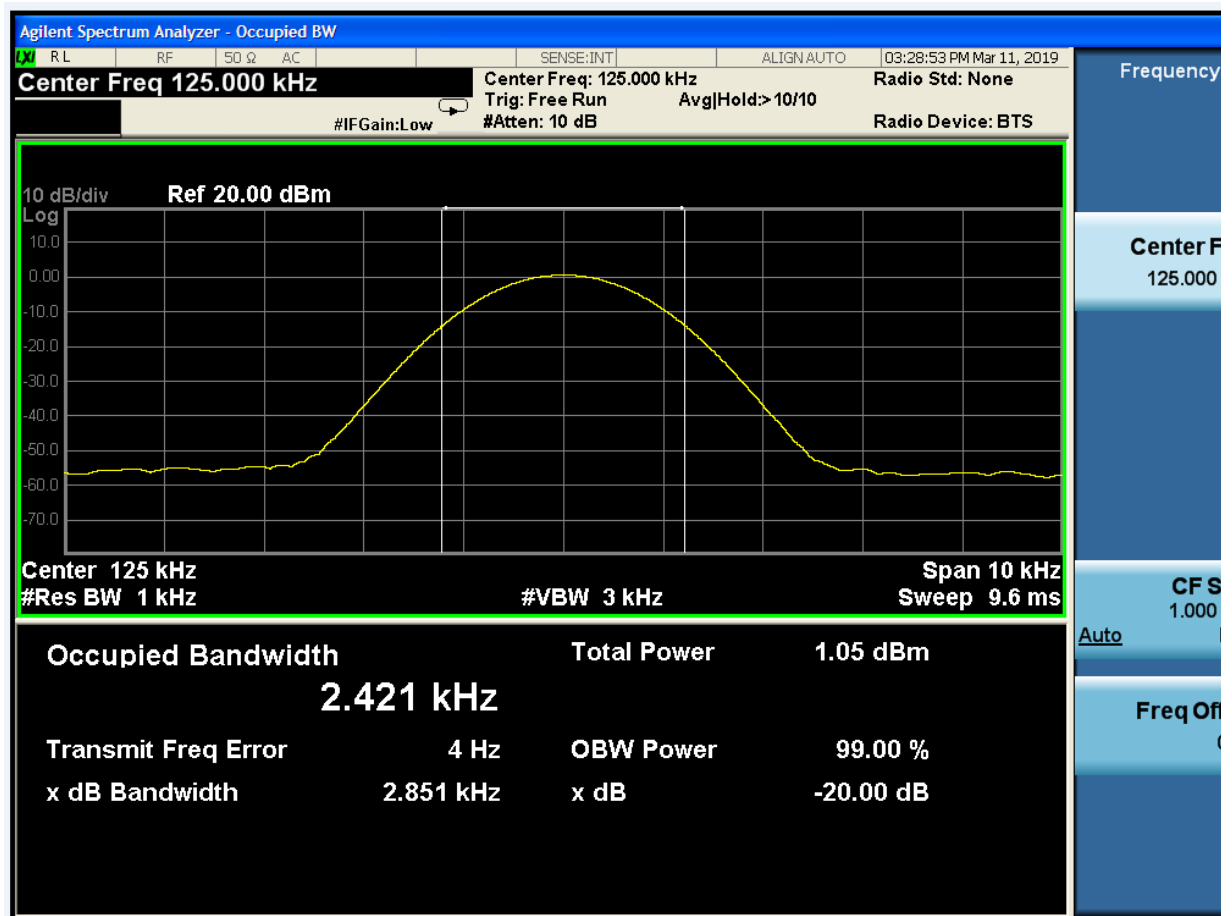 Agilent Spectrum Analyzer - Occupied BW
LXI RL RF 50 Ω AC SENSE:INT ALIGN AUTO 03:28:53 PM Mar 11, 2019
Center Freq 125.000 kHz
Center Freq: 125.000 kHz Radio Std: None
Trig: Free Run Avg|Hold:> 10/10
#IFGain:Low #Atten: 10 dB Radio Device: BTS
Frequency
10 dB/div Ref 20.00 dBm
Log
10.0
0.00
-10.0
-20.0
-30.0
-40.0
-50.0
-60.0
-70.0
Center 125 kHz Span 10 kHz
#Res BW 1 kHz #VBW 3 kHz Sweep 9.6 ms
Occupied Bandwidth Total Power 1.05 dBm
2.421 kHz
Transmit Freq Error 4 Hz OBW Power 99.00 %
x dB Bandwidth 2.851 kHz x dB -20.00 dB
Center F
125.000
CF S
1.000
Auto
Freq Off